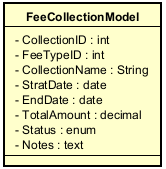 FeeCollectionModel
- CollectionID : int
- FeeTypeID : int
- CollectionName : String
- StratDate : date
- EndDate : date
- TotalAmount : decimal
- Status : enum
- Notes : text